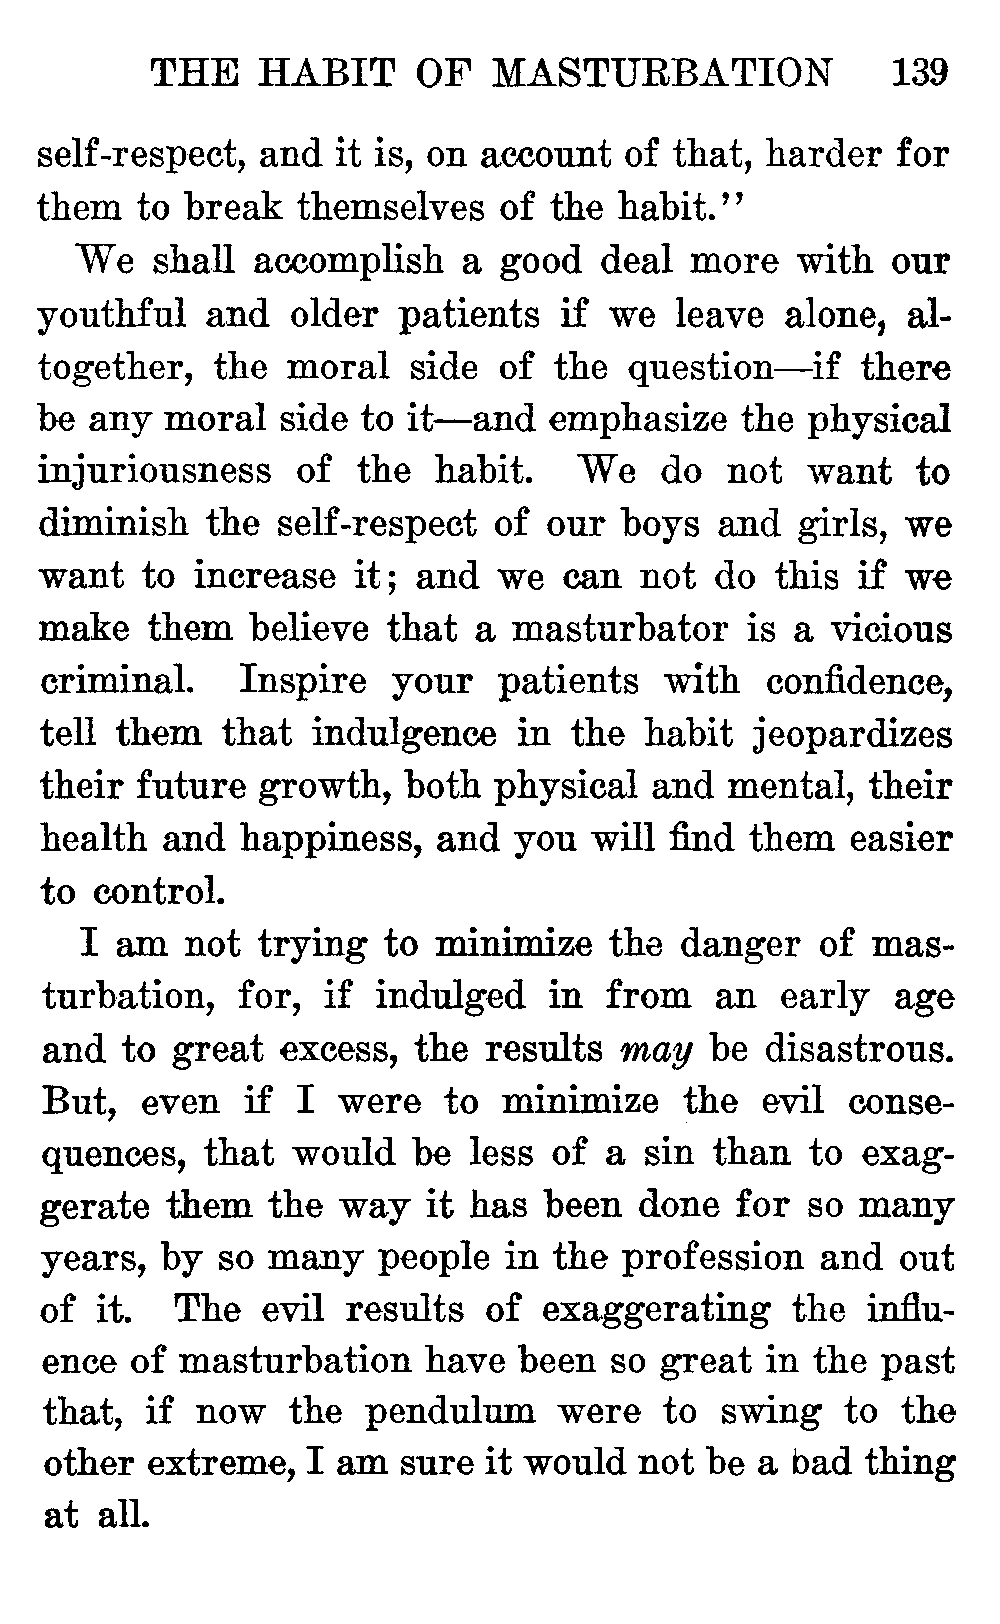 THE HABIT OF MASTURBATION 139
self-respect, and it is, on account of that, harder for
them to break themselves of the habit.''
We shall accomplish a good deal more with our
youthful and older patients if we leave alone, al-
together, the moral side of the question—if there
be any moral side to it—and emphasize the physical
injuriousness of the habit. We do not want to
diminish the self-respect of our boys and girls, we
want to increase it; and we can not do this if we
make them believe that a masturbator is a vicious
criminal. Inspire your patients with confidence,
tell them that indulgence in the habit jeopardizes
their future growth, both physical and mental, their
health and happiness, and you will find them easier
to control.
I am not trying to minimize the danger of mas-
turbation, for, if indulged in from an early age
and to great excess, the results may be disastrous.
But, even if I were to minimize the evil conse-
quences, that would be less of a sin than to exag-
gerate them the way it has been done for so many
years, by so many people in the profession and out
of it. The evil results of exaggerating the influ-
ence of masturbation have been so great in the past
that, if now the pendulum were to swing to the
other extreme, I am sure it would not be a bad thing
at all.